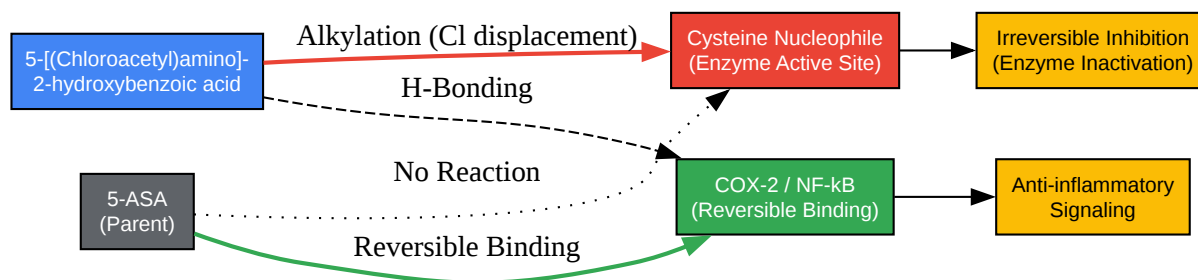 5-[(Chloroacetyl)amino]-
2-hydroxybenzoic acid
Alkylation (Cl displacement)
Cysteine Nucleophile
(Enzyme Active Site)
Irreversible Inhibition
(Enzyme Inactivation)
H-Bonding
No Reaction
5-ASA
(Parent)
Reversible Binding
COX-2 / NF-kB
(Reversible Binding)
Anti-inflammatory
Signaling